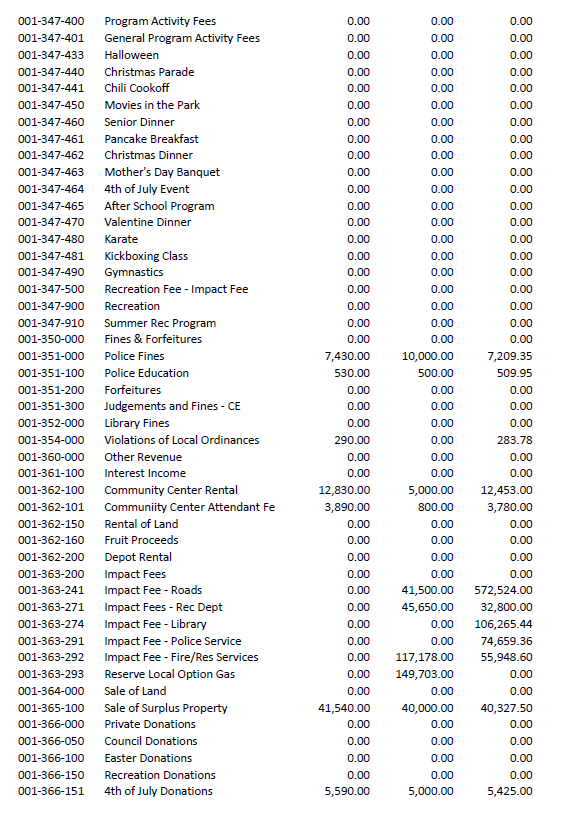 001-347-400 Program Activity Fees 0.00 0.00 0.00
001-347-401 General Program Activity Fees 0.00 0.00 0.00
001-347-433 Halloween 0.00 0.00 0.00
001-347-440 Christmas Parade 0.00 0.00 0.00
001-347-441 Chili Cookoff 0.00 0.00 0.00
001-347-450 Movies in the Park 0.00 0.00 0.00
001-347-460 Senior Dinner 0.00 0.00 0.00
001-347-461 Pancake Breakfast 0.00 0.00 0.00
001-347-462 Christmas Dinner 0.00 0.00 0.00
001-347-463 Mother's Day Banquet 0.00 0.00 0.00
001-347-464 4th of July Event 0.00 0.00 0.00
001-347-465 After School Program 0.00 0.00 0.00
001-347-470 Valentine Dinner 0.00 0.00 0.00
001-347-480 Karate 0.00 0.00 0.00
001-347-481 Kickboxing Class 0.00 0.00 0.00
001-347-490 Gymnastics 0.00 0.00 0.00
001-347-500 Recreation Fee - Impact Fee 0.00 0.00 0.00
001-347-900 Recreation 0.00 0.00 0.00
001-347-910 Summer Rec Program 0.00 0.00 0.00
001-350-000 Fines & Forfeitures 0.00 0.00 0.00
001-351-000 Police Fines 7,430.00 10,000.00 7,209.35
001-351-100 Police Education 530.00 500.00 509.95
001-351-200 Forfeitures 0.00 0.00 0.00
001-351-300 Judgements and Fines - CE 0.00 0.00 0.00
001-352-000 Library Fines 0.00 0.00 0.00
001-354-000 Violations of Local Ordinances 290.00 0.00 283.78
001-360-000 Other Revenue 0.00 0.00 0.00
001-361-100 Interest Income 0.00 0.00 0.00
001-362-100 Community Center Rental 12,830.00 5,000.00 12,453.00
001-362-101 Communiity Center Attendant Fe 3,890.00 800.00 3,780.00
001-362-150 Rental of Land 0.00 0.00 0.00
001-362-160 Fruit Proceeds 0.00 0.00 0.00
001-362-200 Depot Rental 0.00 0.00 0.00
001-363-200 Impact Fees 0.00 0.00 0.00
001-363-241 Impact Fee - Roads 0.00 41,500.00 572,524.00
001-363-271 Impact Fees - Rec Dept 0.00 45,650.00 32,800.00
001-363-274 Impact Fee - Library 0.00 0.00 106,265.44
001-363-291 Impact Fee - Police Service 0.00 0.00 74,659.36
001-363-292 Impact Fee - Fire/Res Services 0.00 117,178.00 55,948.60
001-363-293 Reserve Local Option Gas 0.00 149,703.00 0.00
001-364-000 Sale of Land 0.00 0.00 0.00
001-365-100 Sale of Surplus Property 41,540.00 40,000.00 40,327.50
001-366-000 Private Donations 0.00 0.00 0.00
001-366-050 Council Donations 0.00 0.00 0.00
001-366-100 Easter Donations 0.00 0.00 0.00
001-366-150 Recreation Donations 0.00 0.00 0.00
001-366-151 4th of July Donations 5,590.00 5,000.00 5,425.00